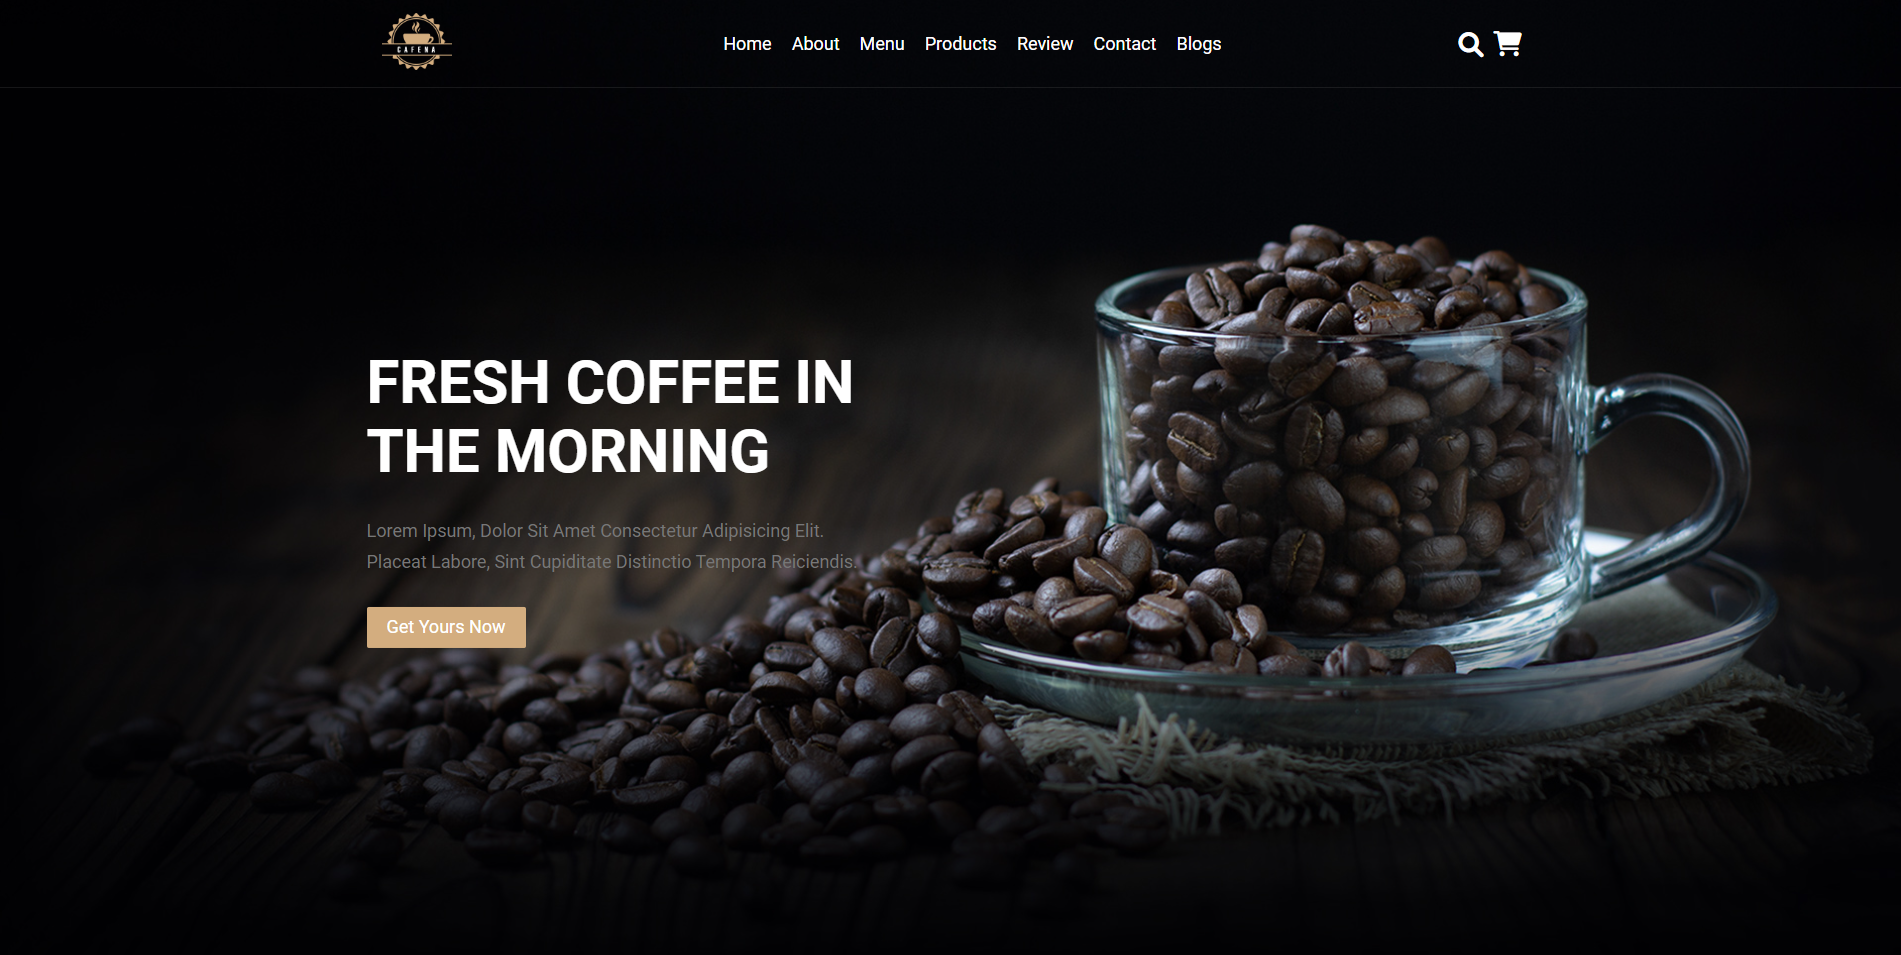 CAFENA
Home About Menu Products Review Contact Blogs
FRESH COFFEE IN
THE MORNING
Lorem Ipsum, Dolor Sit Amet Consectetur Adipisicing Elit.
Placeat Labore, Sint Cupiditate Distinctio Tempora Reiciendis.
Get Yours Now